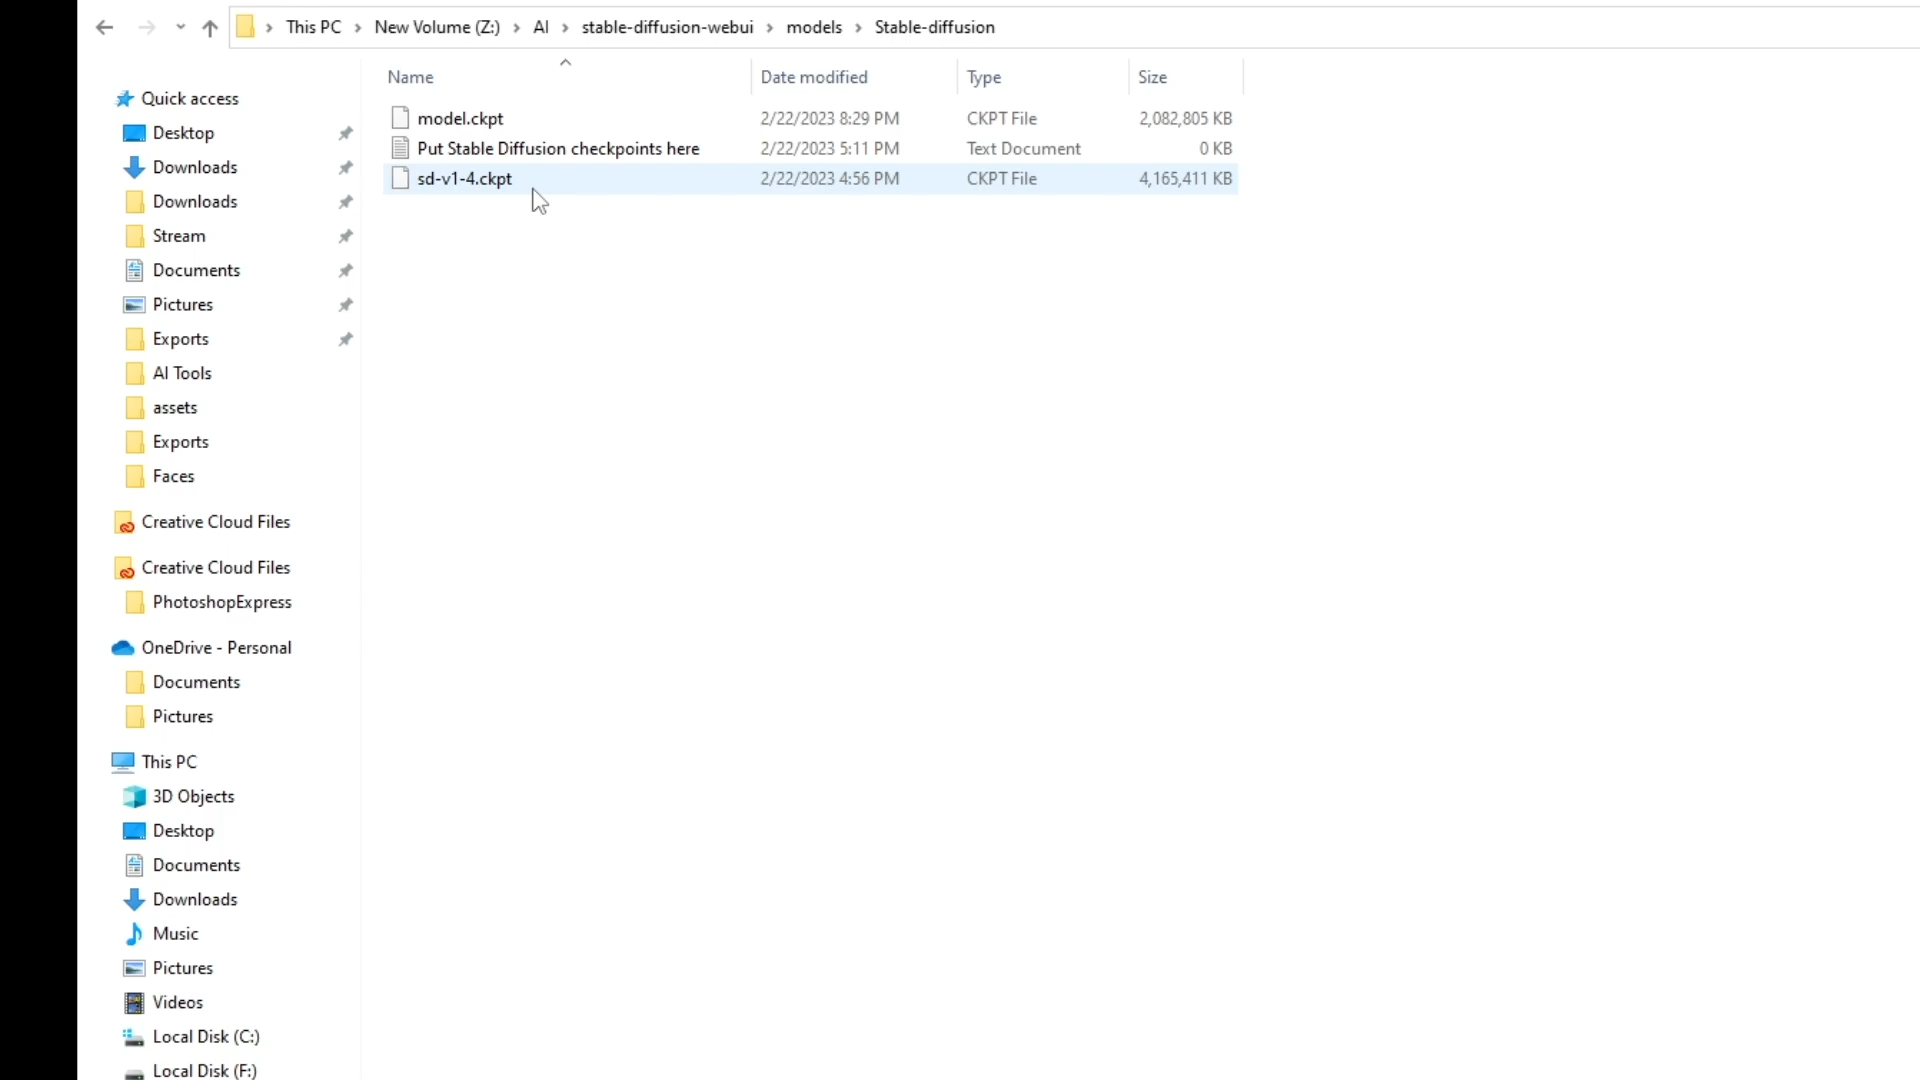 This PC > New Volume (Z:) > AI > stable-diffusion-webui > models > Stable-diffusion
Name Date modified Type Size
model.ckpt 2/22/2023 8:29 PM CKPT File 2,082,805 KB
Put Stable Diffusion checkpoints here 2/22/2023 5:11 PM Text Document 0 KB
sd-v1-4.ckpt 2/22/2023 4:56 PM CKPT File 4,165,411 KB
Quick access
Desktop
Downloads
Downloads
Stream
Documents
Pictures
Exports
AI Tools
assets
Exports
Faces
Creative Cloud Files
Creative Cloud Files
PhotoshopExpress
OneDrive - Personal
Documents
Pictures
This PC
3D Objects
Desktop
Documents
Downloads
Music
Pictures
Videos
Local Disk (C:)
Local Disk (F:)